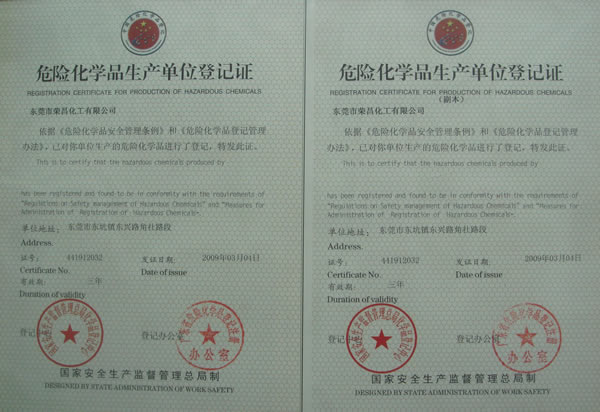 危险化学品生产单位登记证
REGISTRATION CERTIFICATE FOR PRODUCTION OF HAZARDOUS CHEMICALS
东莞市荣昌化工有限公司
依据《危险化学品安全管理条例》和《危险化学品登记管理
办法》，已对你单位生产的危险化学品进行了登记，特发此证。
This is to certify that the hazardous chemicals produced by
has been registered and found to be in conformity with the requirements of
"Regulations on Safety management of Hazardous Chemicals" and "Measures for
Administration of Registration of Hazardous Chemicals".
单位地址：东莞市东坑镇东兴路角社路段
Address.
证号： 441912032 发证日期： 2009年03月04日
Certificate No. Date of issue
有效期： 三年
Duration of validity
登记办公室
办公室
国家安全生产监督管理总局制
DESIGNED BY STATE ADMINISTRATION OF WORK SAFETY
危险化学品生产单位登记证
REGISTRATION CERTIFICATE FOR PRODUCTION OF HAZARDOUS CHEMICALS
（副本）
东莞市荣昌化工有限公司
依据《危险化学品安全管理条例》和《危险化学品登记管理
办法》，已对你单位生产的危险化学品进行了登记，特发此证。
This is to certify that the hazardous chemicals produced by
has been registered and found to be in conformity with the requirements of
"Regulations on Safety management of Hazardous Chemicals" and "Measures for
Administration of Registration of Hazardous Chemicals".
单位地址：东莞市东坑镇东兴路角社路段
Address.
证号： 441912032 发证日期： 2009年03月04日
Certificate No. Date of issue
有效期： 三年
Duration of validity
登记办公室
办公室
国家安全生产监督管理总局制
DESIGNED BY STATE ADMINISTRATION OF WORK SAFETY